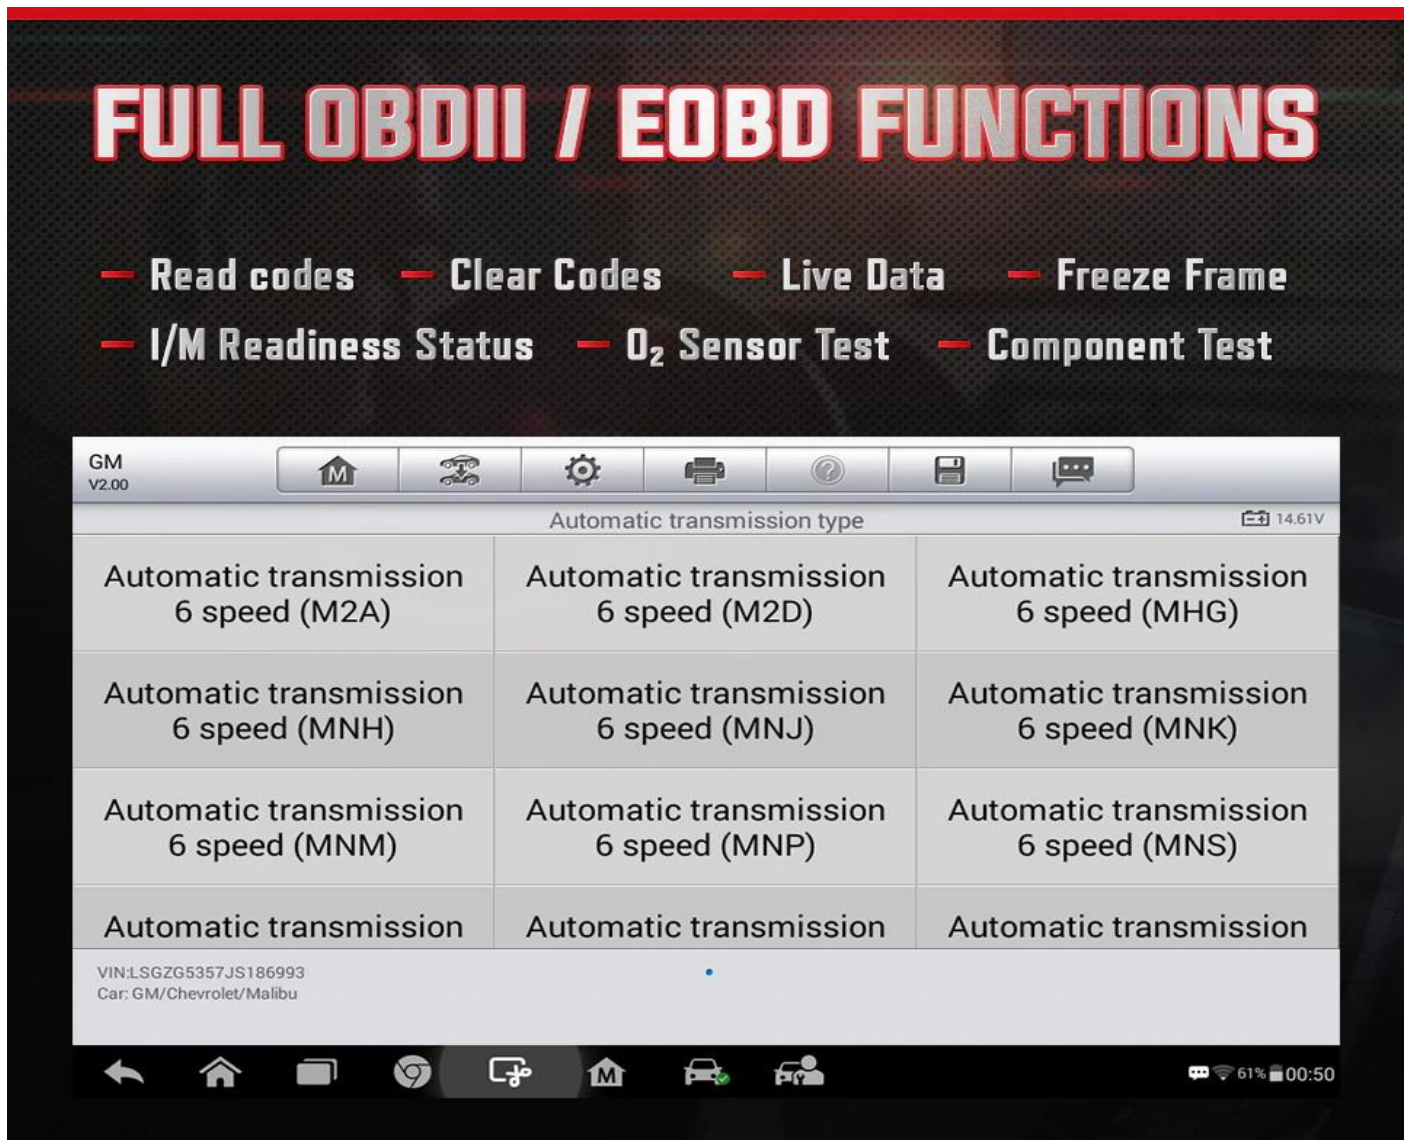 FULL OBDII / EOBD FUNCTIONS
Read codes
Clear Codes
Live Data
Freeze Frame
I/M Readiness Status
O₂ Sensor Test
Component Test
GM
V2.00
M
Automatic transmission type
14.61V
Automatic transmission
6 speed (M2A)
Automatic transmission
6 speed (M2D)
Automatic transmission
6 speed (MHG)
Automatic transmission
6 speed (MNH)
Automatic transmission
6 speed (MNJ)
Automatic transmission
6 speed (MNK)
Automatic transmission
6 speed (MNM)
Automatic transmission
6 speed (MNP)
Automatic transmission
6 speed (MNS)
Automatic transmission
Automatic transmission
Automatic transmission
VIN:LSGZG5357JS186993
Car: GM/Chevrolet/Malibu
M
61%
00:50